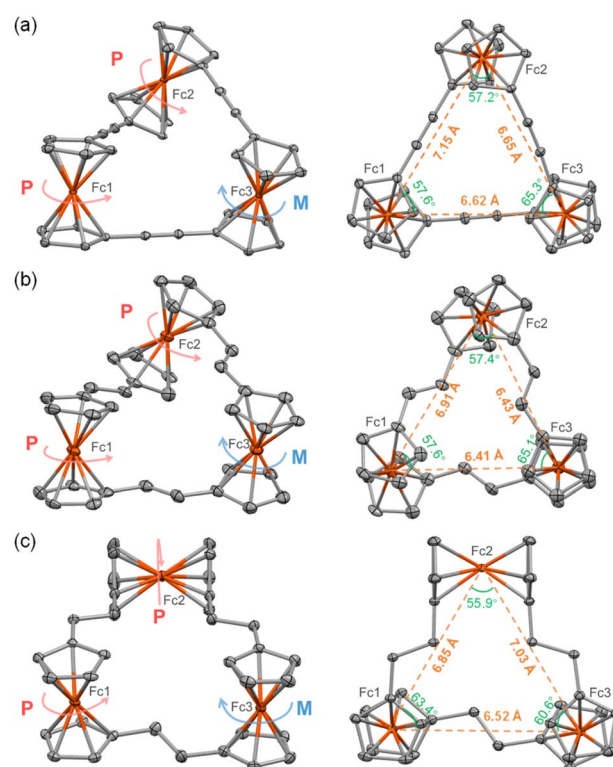 (a)
P
Fc2
Fc1
P
Fc3
M
Fc2
57.2°
7.15 Å
6.65 Å
Fc1
Fc3
57.6°
65.3°
6.62 Å
(b)
P
Fc2
Fc1
P
Fc3
M
Fc2
57.4°
6.91 Å
6.43 Å
Fc1
Fc3
57.6°
65.1°
6.41 Å
(c)
Fc2
P
Fc1
P
Fc3
M
Fc2
55.9°
6.85 Å
7.03 Å
Fc1
Fc3
63.4°
60.6°
6.52 Å